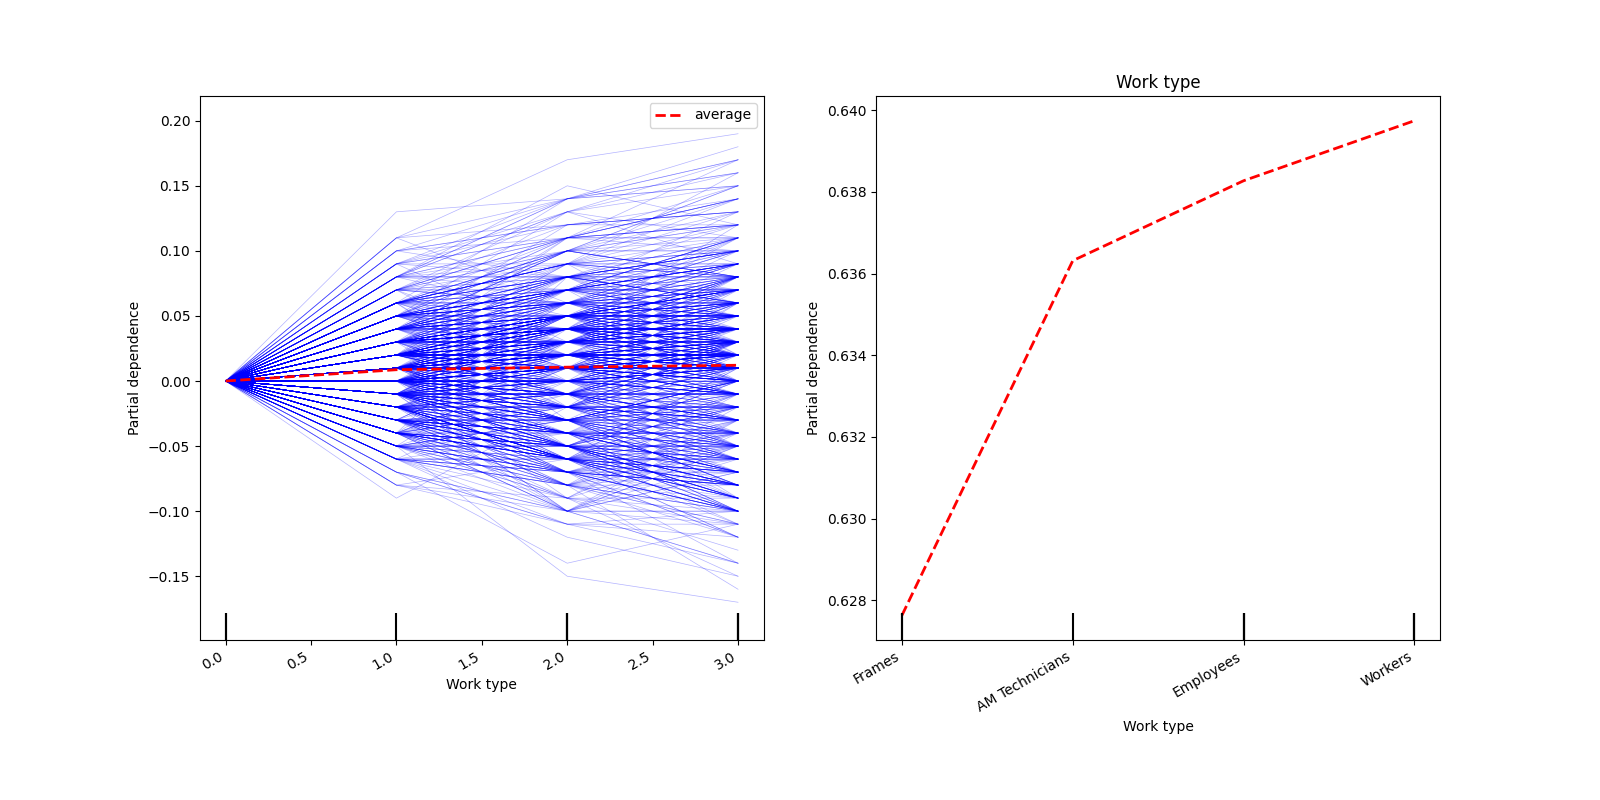 average
Partial dependence
0.20
0.15
0.10
0.05
0.00
−0.05
−0.10
−0.15
0.0
0.5
1.0
1.5
2.0
2.5
3.0
Work type
Work type
Partial dependence
0.640
0.638
0.636
0.634
0.632
0.630
0.628
Frames
AM Technicians
Employees
Workers
Work type